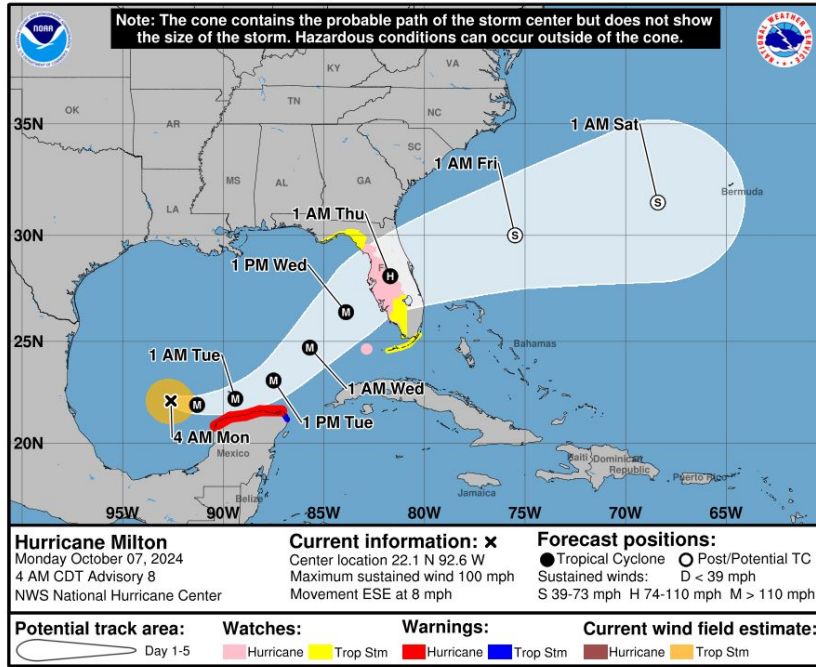 Note: The cone contains the probable path of the storm center but does not show
the size of the storm. Hazardous conditions can occur outside of the cone.
NOAA
NATIONAL WEATHER SERVICE
VA
KY
OK
TN
NC
AR
35N
1 AM Sat
SC
1 AM Fri
MS
AL
GA
Bermuda
LA
1 AM Thu
S
30N
S
1 PM Wed
H
M
25N
1 AM Tue
M
Bahamas
M
M
M
1 AM Wed
4 AM Mon
1 PM Tue
20N
Mexico
Haiti
Dominican
Republic
Puerto Rico
Belize
Jamaica
95W
90W
85W
80W
75W
70W
65W
Hurricane Milton
Monday October 07, 2024
4 AM CDT Advisory 8
NWS National Hurricane Center
Current information: ×
Center location 22.1 N 92.6 W
Maximum sustained wind 100 mph
Movement ESE at 8 mph
Forecast positions:
● Tropical Cyclone ○ Post/Potential TC
Sustained winds: D < 39 mph
S 39-73 mph H 74-110 mph M > 110 mph
Potential track area:
Day 1-5
Watches:
Hurricane Trop Stm
Warnings:
Hurricane Trop Stm
Current wind field estimate:
Hurricane Trop Stm